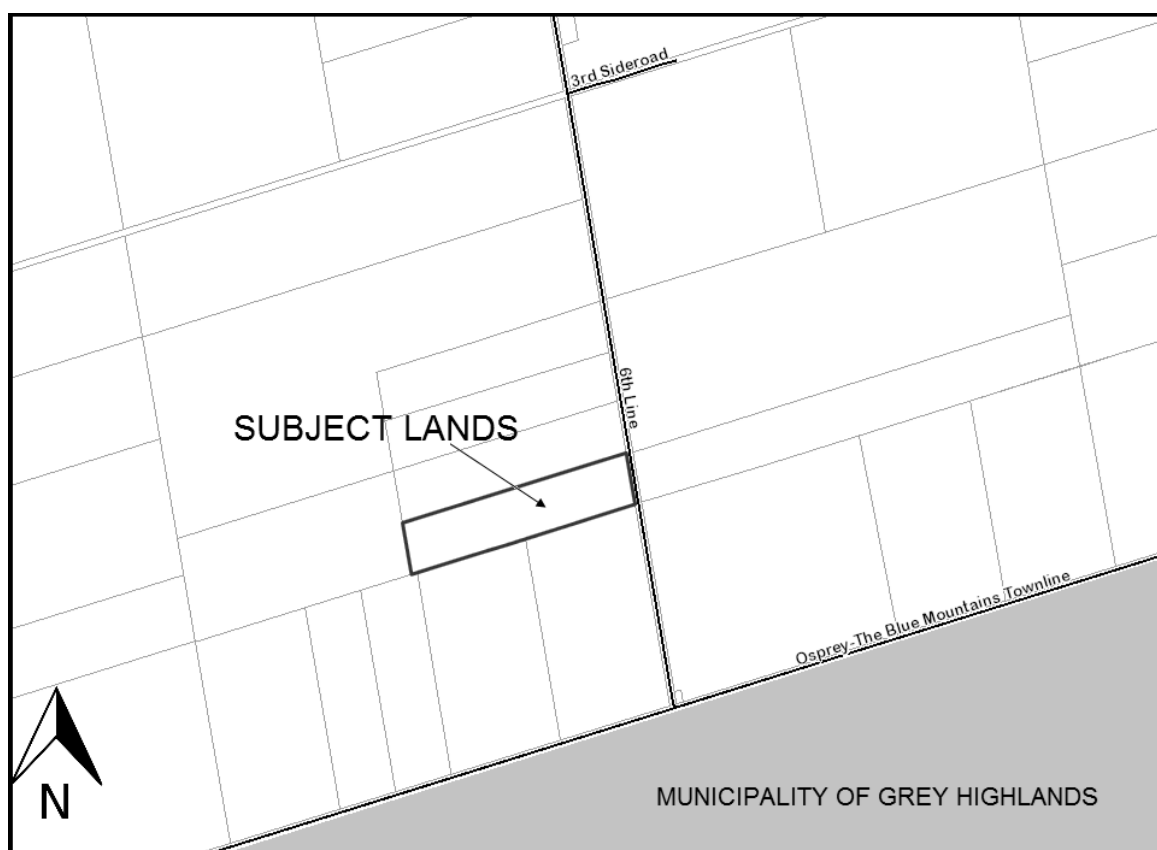 3rd Sideroad
6th Line
SUBJECT LANDS
Osprey-The Blue Mountains Townline
N
MUNICIPALITY OF GREY HIGHLANDS